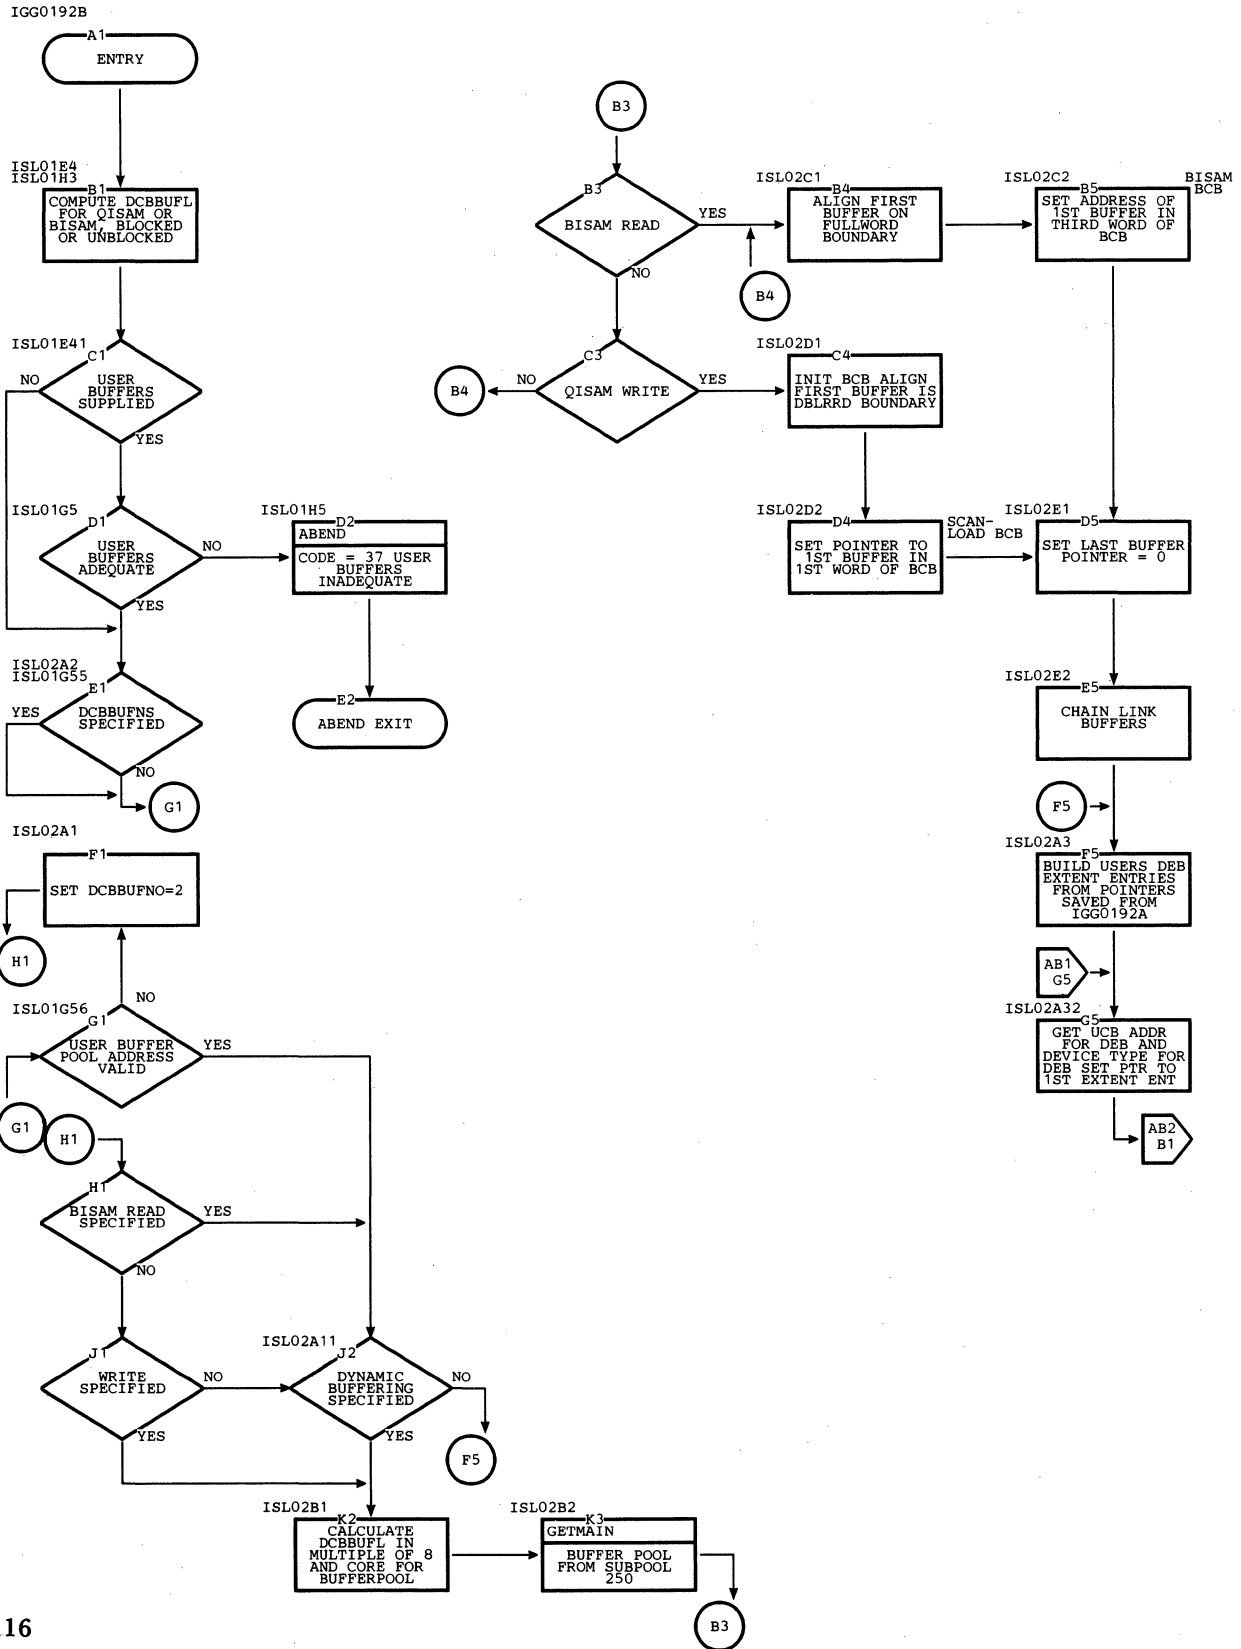 IGG0192B
A1
ENTRY
ISL01E4
ISL01H3
B1
COMPUTE DCBBUFL
FOR QISAM OR
BISAM, BLOCKED
OR UNBLOCKED
ISL01E41
C1
NO
USER
BUFFERS
SUPPLIED
YES
ISL01G5
D1
USER
BUFFERS
ADEQUATE
NO
YES
ISL01H5
D2
ABEND
CODE = 37 USER
BUFFERS
INADEQUATE
E2
ABEND EXIT
ISL02A2
ISL01G55
E1
YES
DCBBUFNS
SPECIFIED
NO
G1
ISL02A1
F1
SET DCBBUFNO=2
H1
NO
ISL01G56
G1
USER BUFFER
POOL ADDRESS
VALID
YES
G1
H1
H1
BISAM READ
SPECIFIED
YES
NO
J1
WRITE
SPECIFIED
NO
YES
ISL02A11
J2
DYNAMIC
BUFFERING
SPECIFIED
NO
YES
F5
ISL02B1
K2
CALCULATE
DCBBUFL IN
MULTIPLE OF 8
AND CORE FOR
BUFFERPOOL
ISL02B2
K3
GETMAIN
BUFFER POOL
FROM SUBPOOL
250
B3
B3
B3
BISAM READ
YES
NO
B4
ISL02C1
B4
ALIGN FIRST
BUFFER ON
FULLWORD
BOUNDARY
ISL02C2
BISAM
BCB
B5
SET ADDRESS OF
1ST BUFFER IN
THIRD WORD OF
BCB
C3
B4
NO
QISAM WRITE
YES
ISL02D1
C4
INIT BCB ALIGN
FIRST BUFFER IS
DBLRRD BOUNDARY
ISL02D2
D4
SET POINTER TO
1ST BUFFER IN
1ST WORD OF BCB
SCAN-
LOAD BCB
ISL02E1
D5
SET LAST BUFFER
POINTER = 0
ISL02E2
E5
CHAIN LINK
BUFFERS
F5
ISL02A3
F5
BUILD USERS DEB
EXTENT ENTRIES
FROM POINTERS
SAVED FROM
IGG0192A
AB1
G5
ISL02A32
G5
GET UCB ADDR
FOR DEB AND
DEVICE TYPE FOR
DEB SET PTR TO
1ST EXTENT ENT
AB2
B1
16